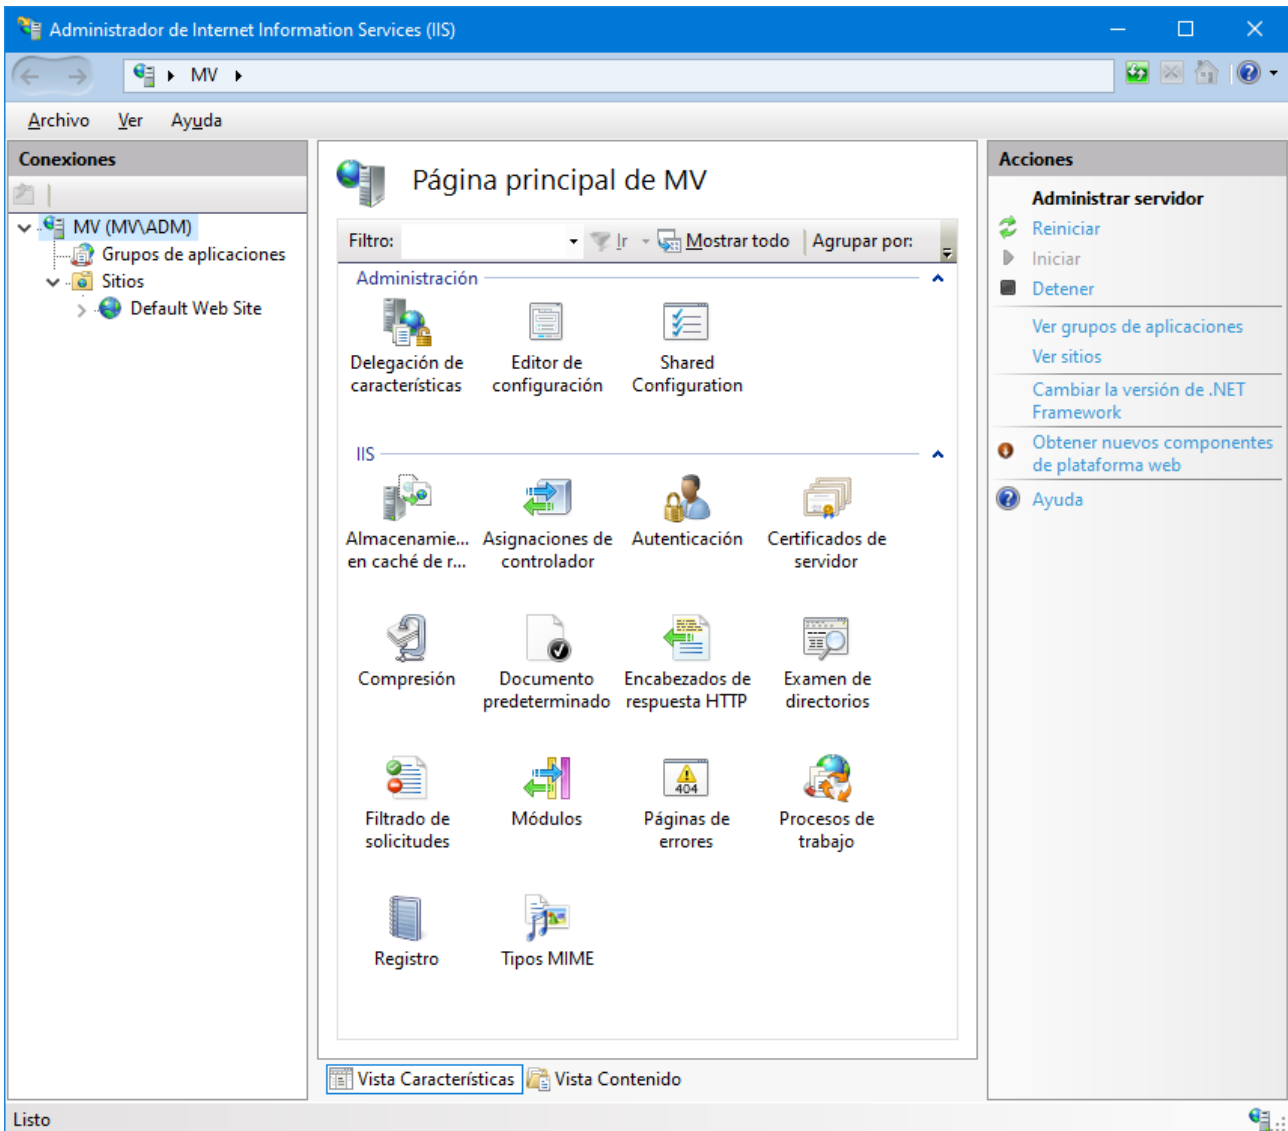 Administrador de Internet Information Services (IIS)
MV
Archivo Ver Ayuda
Conexiones
MV (MV\ADM)
Grupos de aplicaciones
Sitios
Default Web Site
Página principal de MV
Filtro: Ir Mostrar todo Agrupar por:
Administración
Delegación de
características
Editor de
configuración
Shared
Configuration
IIS
Almacenamie...
en caché de r...
Asignaciones de
controlador
Autenticación
Certificados de
servidor
Compresión
Documento
predeterminado
Encabezados de
respuesta HTTP
Examen de
directorios
Filtrado de
solicitudes
Módulos
404
Páginas de
errores
Procesos de
trabajo
Registro
Tipos MIME
Vista Características Vista Contenido
Acciones
Administrar servidor
Reiniciar
Iniciar
Detener
Ver grupos de aplicaciones
Ver sitios
Cambiar la versión de .NET
Framework
Obtener nuevos componentes
de plataforma web
Ayuda
Listo